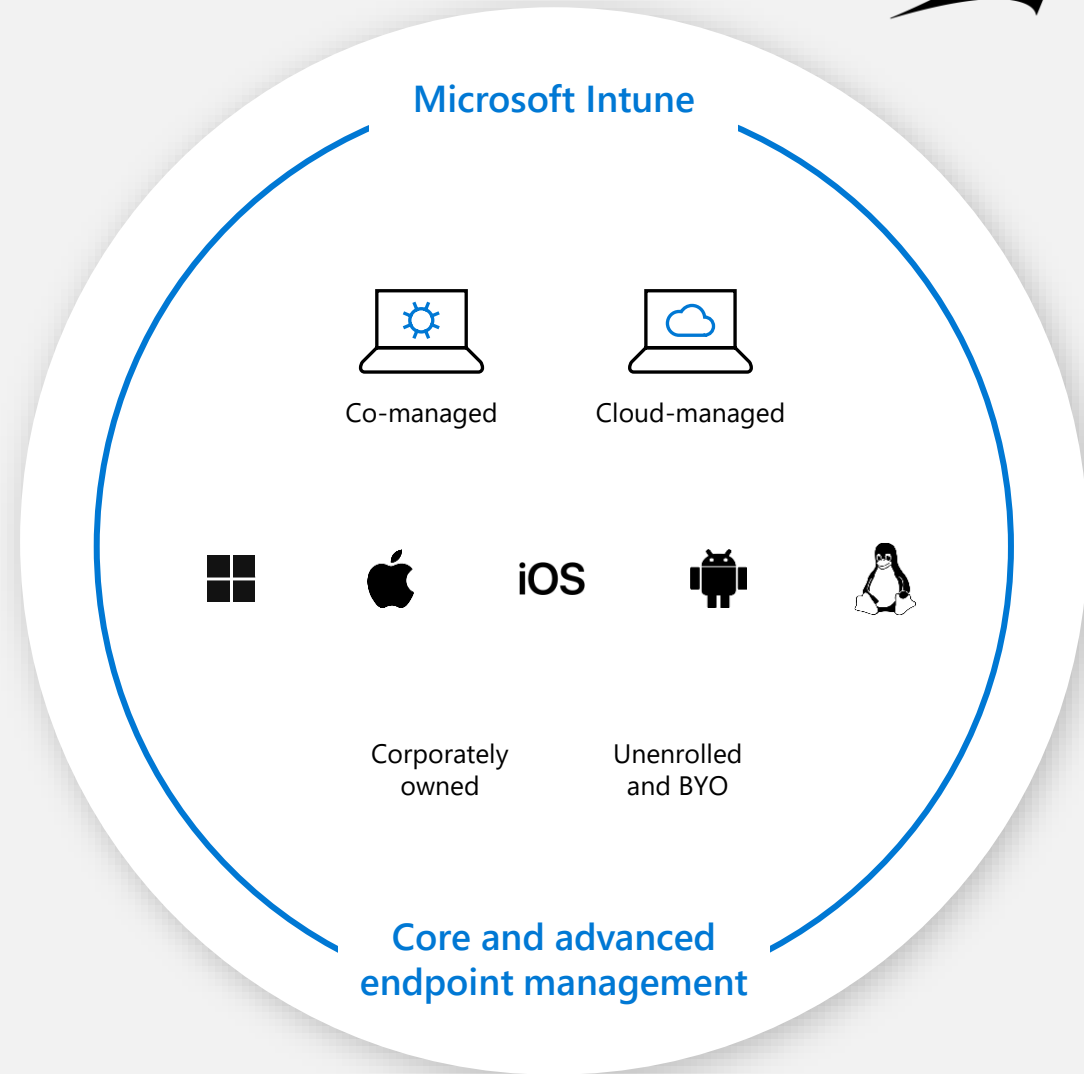 Microsoft Intune
Co-managed
Cloud-managed
iOS
Corporately
owned
Unenrolled
and BYO
Core and advanced
endpoint management